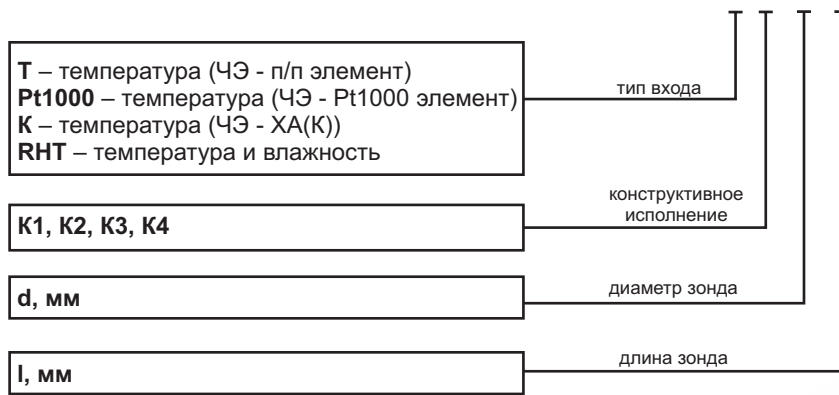 T – температура (ЧЭ - п/п элемент)
Pt1000 – температура (ЧЭ - Pt1000 элемент)
К – температура (ЧЭ - ХА(К))
RHT – температура и влажность
тип входа
К1, К2, К3, К4
конструктивное
исполнение
d, мм
диаметр зонда
l, мм
длина зонда